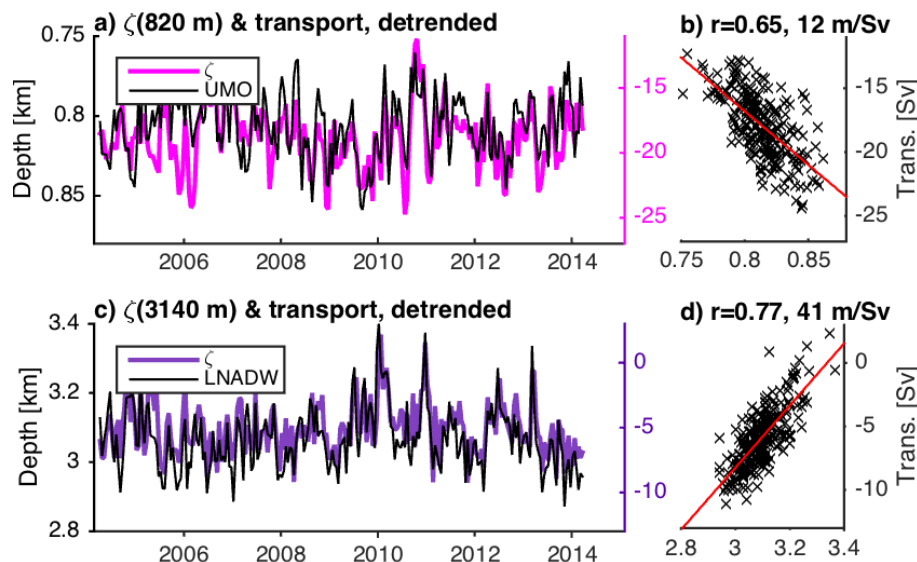 a) ζ(820 m) & transport, detrended
b) r=0.65, 12 m/Sv
0.75
0.8
0.85
Depth [km]
ζ
UMO
-15
-20
-25
-15
-20
-25
Trans. [Sv]
2006 2008 2010 2012 2014
0.75 0.8 0.85
c) ζ(3140 m) & transport, detrended
d) r=0.77, 41 m/Sv
3.4
3.2
3
2.8
Depth [km]
ζ
LNADW
0
-5
-10
0
-5
-10
Trans. [Sv]
2006 2008 2010 2012 2014
2.8 3 3.2 3.4